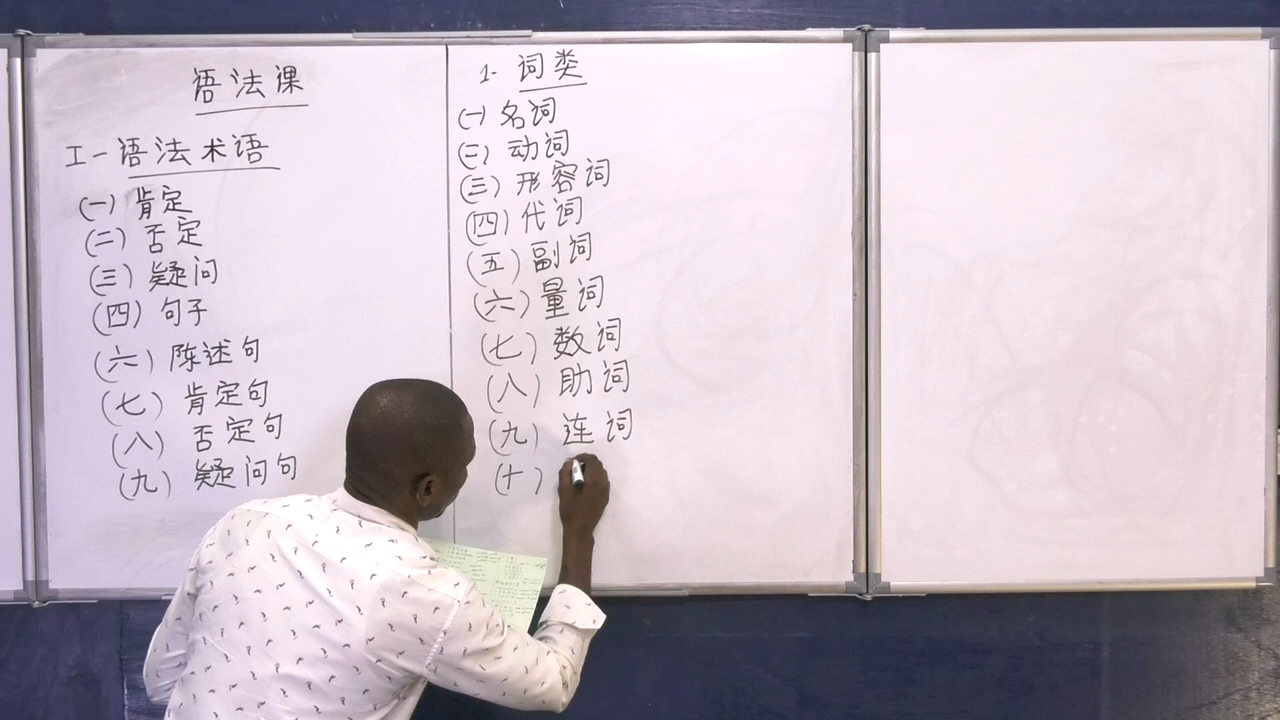 语法课
I-语法术语
(一) 肯定
(二) 否定
(三) 疑问
(四) 句子
(六) 陈述句
(七) 肯定句
(八) 否定句
(九) 疑问句
1- 词类
(一) 名词
(二) 动词
(三) 形容词
(四) 代词
(五) 副词
(六) 量词
(七) 数词
(八) 助词
(九) 连词
(十)